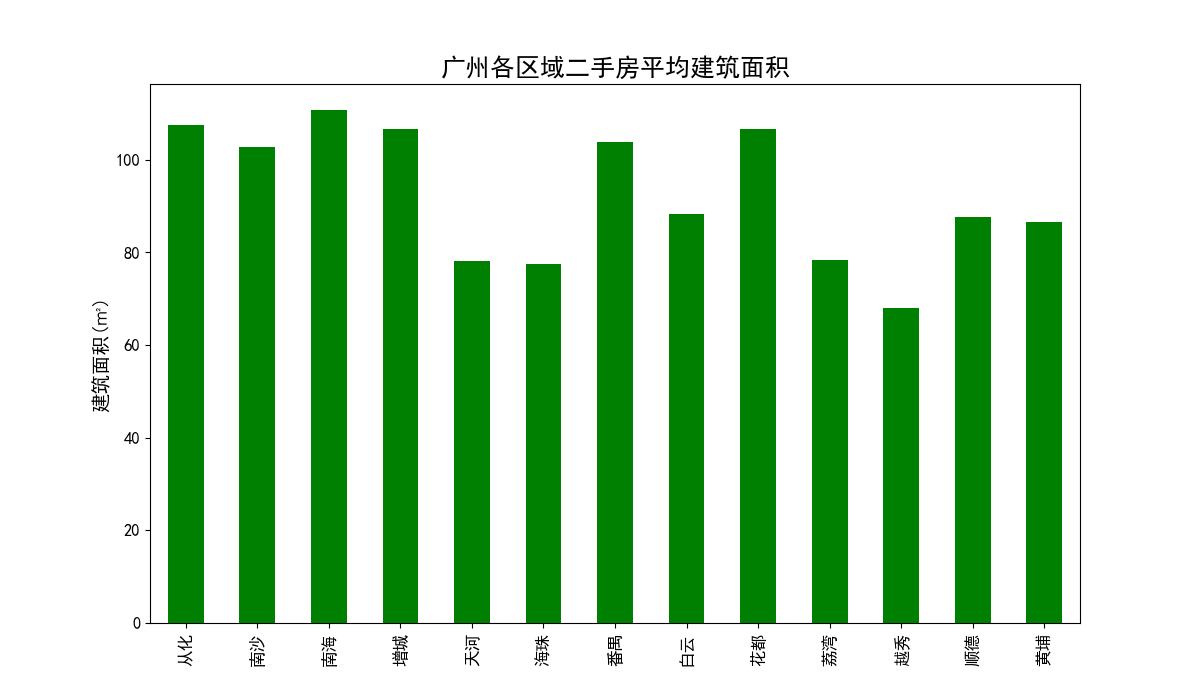 广州各区域二手房平均建筑面积
建筑面积(㎡)
100
80
60
40
20
0
从化
南沙
南海
增城
天河
海珠
番禺
白云
花都
荔湾
越秀
顺德
黄埔